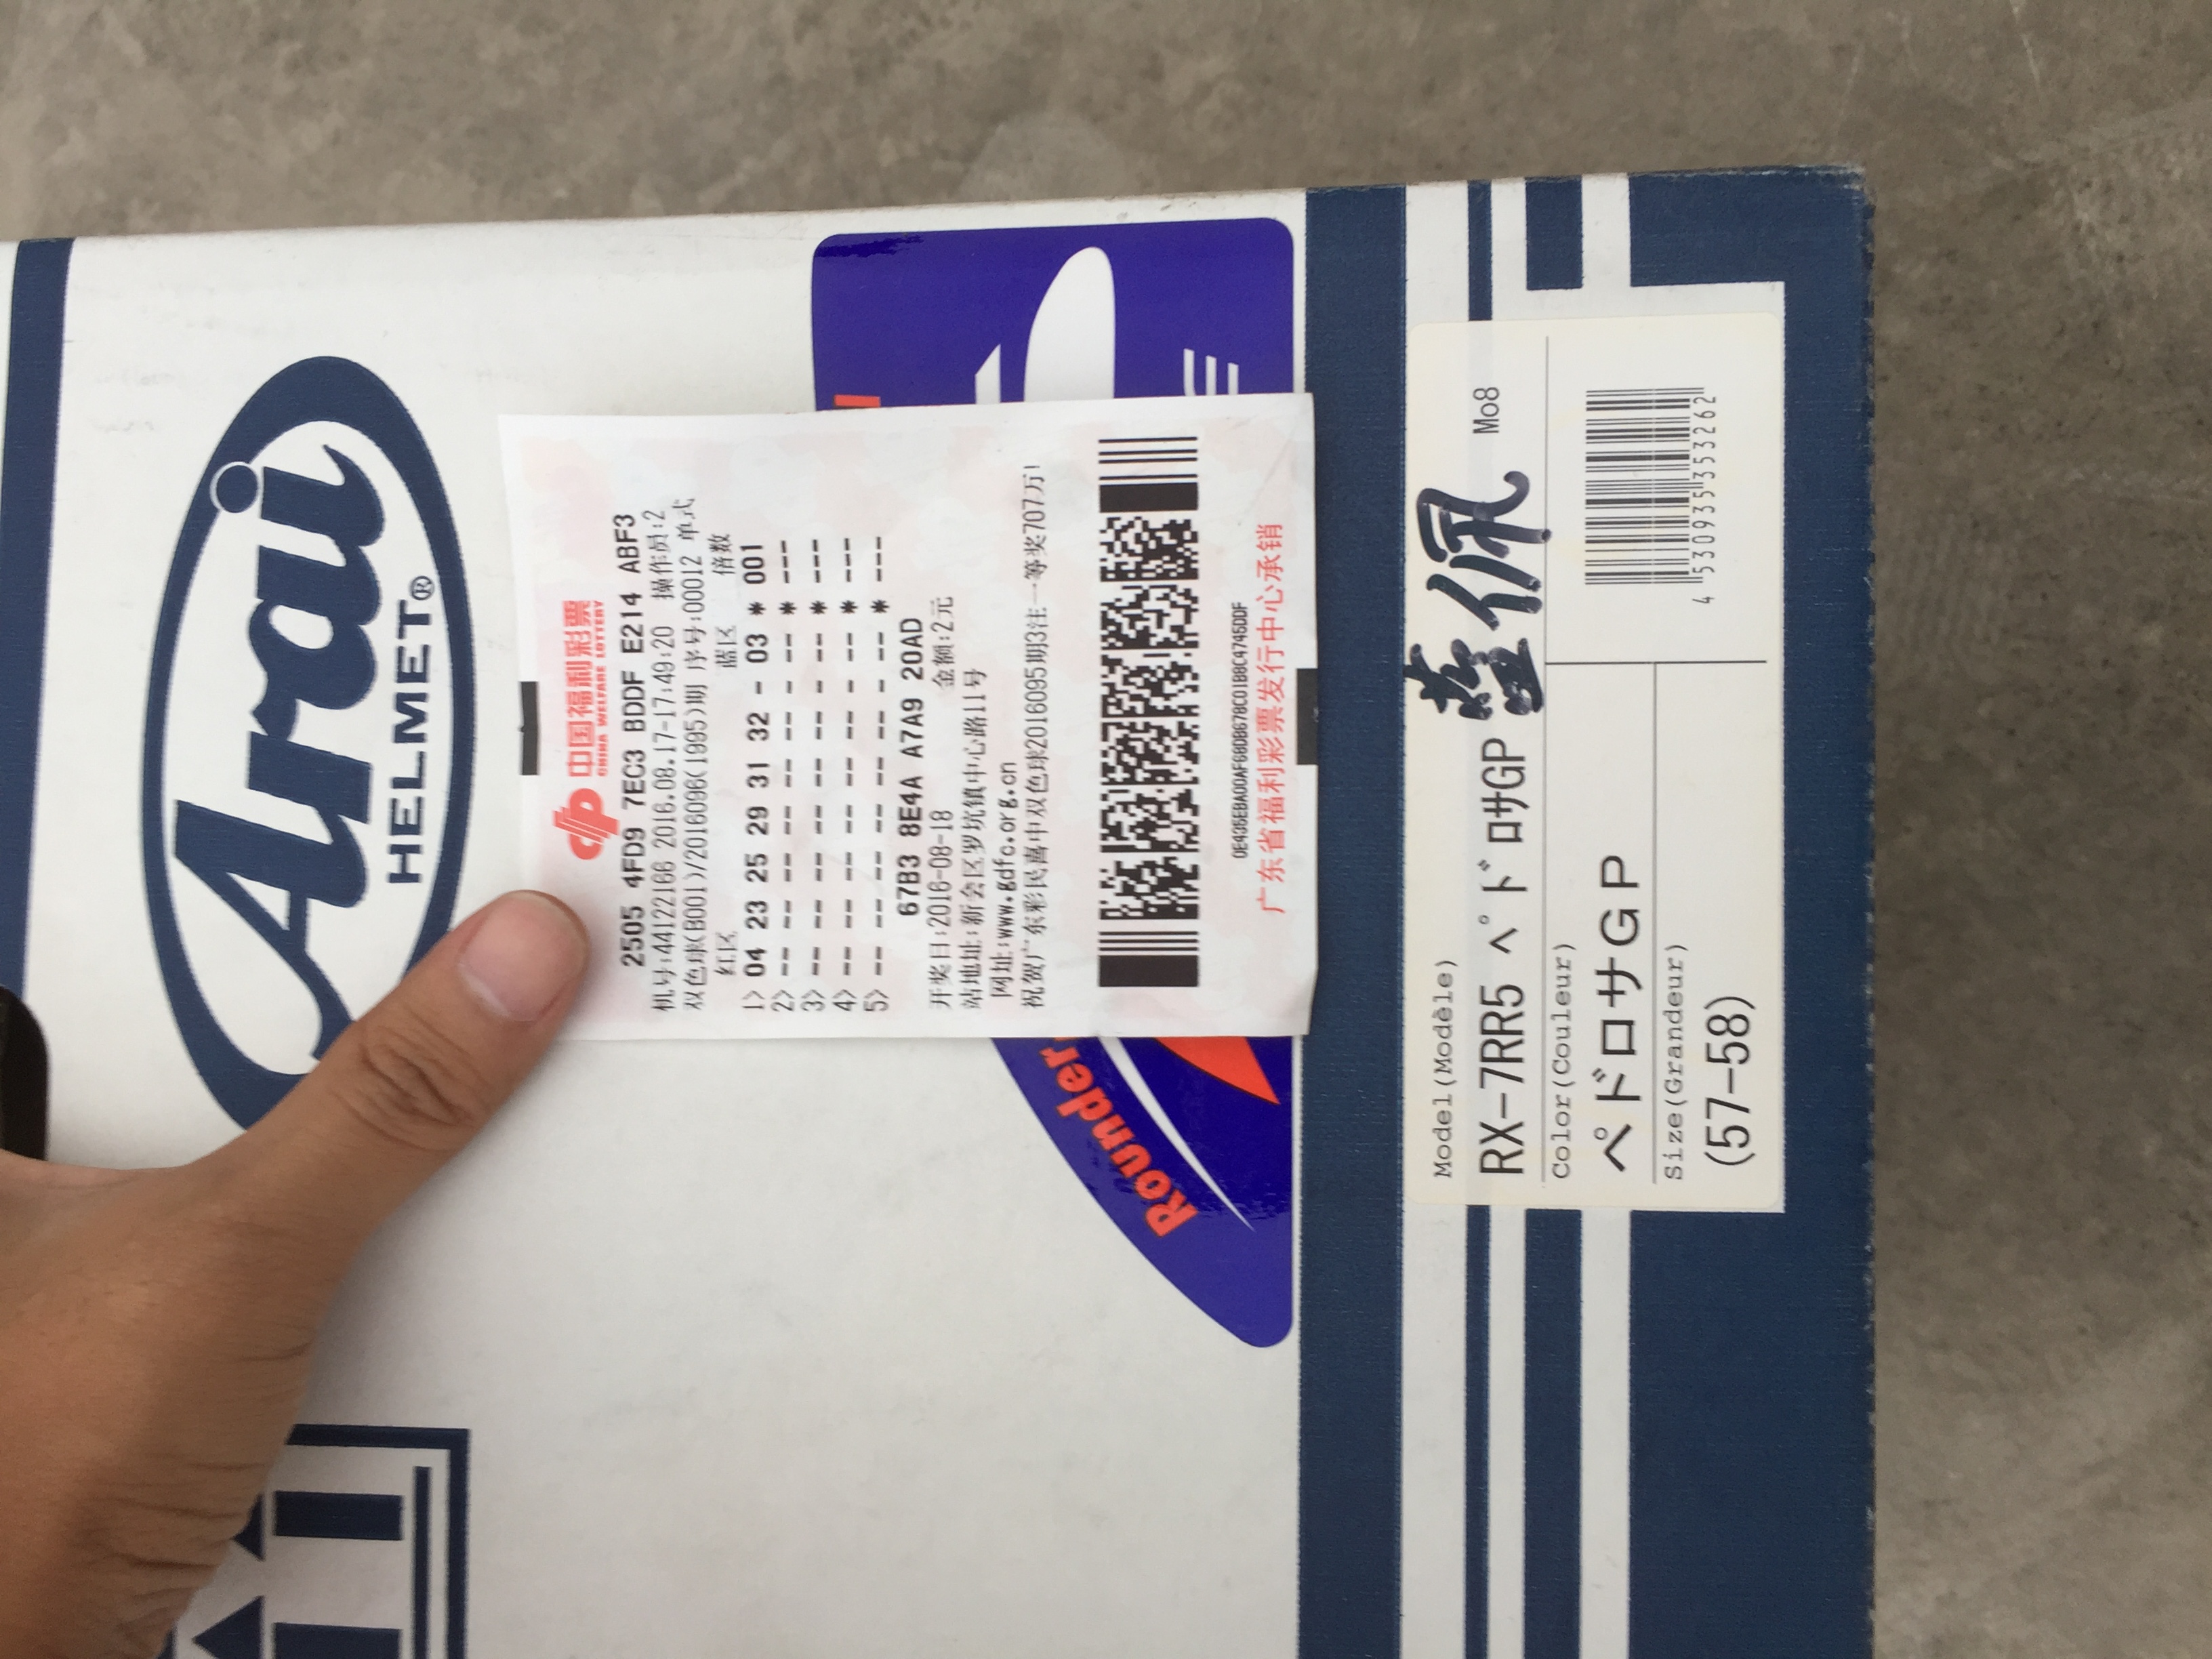 Arai
HELMET®
中国福利彩票
CHINA WELFARE LOTTERY
2505 4FD9 7EC3 BDDF E214 ABF3
机号:44122166 2016.08.17-17:49:20 操作员:2
双色球(B001)/2016096(1995)期 序号:00012 单式
红区 蓝区 倍数
1> 04 23 25 29 31 32 - 03 * 001
2> -- -- -- -- -- -- - -- * ---
3> -- -- -- -- -- -- - -- * ---
4> -- -- -- -- -- -- - -- * ---
5> -- -- -- -- -- -- - -- * ---
67B3 8E4A A7A9 20AD
开奖日:2016-08-18 金额:2元
站地址:新会区罗坑镇中心路11号
网址:www.gdfc.org.cn
祝贺广东彩民喜中双色球2016095期3注一等奖707万!
广东省福利彩票发行中心承销
Rounder
Model(Modèle)
RX-7RR5 ペドロサGP Mo8
Color(Couleur)
ペドロサGP
Size(Grandeur)
(57-58)
4 530935 353262